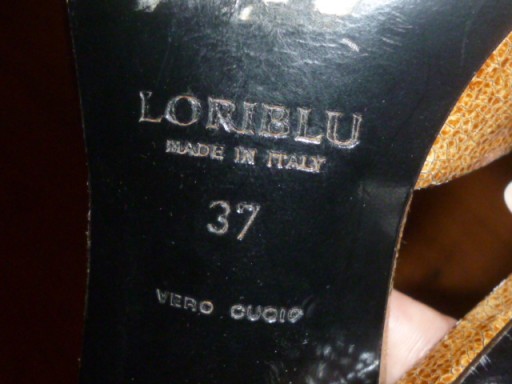 LORIBLU
MADE IN ITALY
37
VERO CUOIO